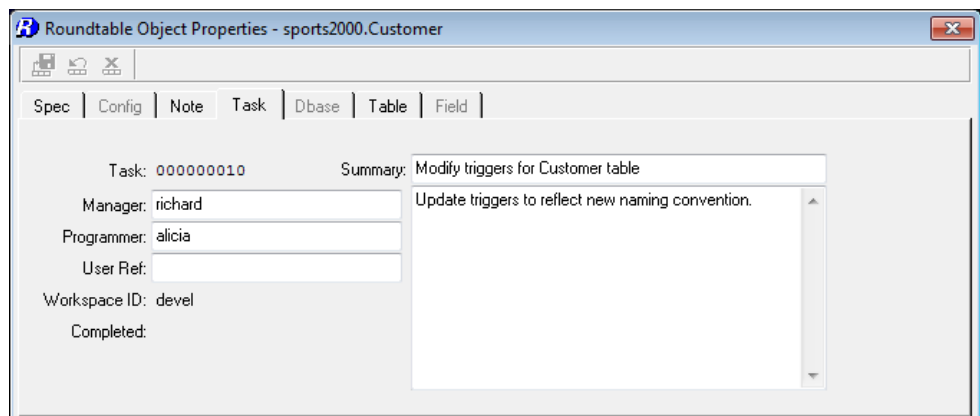 Roundtable Object Properties - sports2000.Customer
Spec Config Note Task Dbase Table Field
Task: 000000010 Summary: Modify triggers for Customer table
Manager: richard Update triggers to reflect new naming convention.
Programmer: alicia
User Ref:
Workspace ID: devel
Completed: